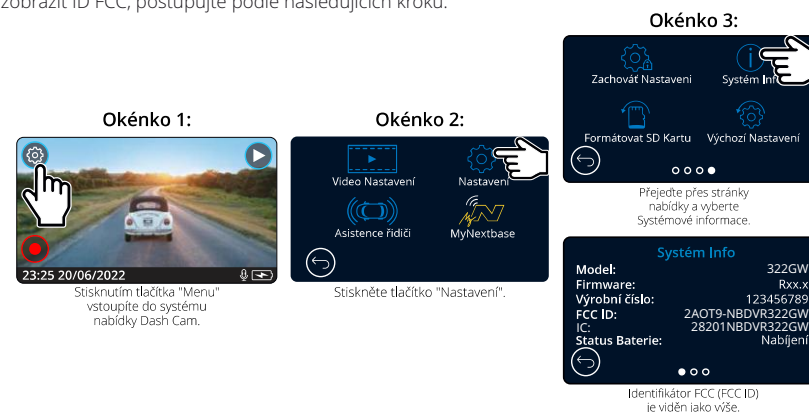 zobrazit ID FCC, postupujte podle následujících kroků.
Okénko 1:
23:25 20/06/2022
Stisknutím tlačítka "Menu"
vstoupíte do systému
nabídky Dash Cam.
Okénko 2:
Video Nastavení
Nastavení
Asistence řidiči
MyNextbase
Stiskněte tlačítko "Nastavení".
Okénko 3:
Zachovát Nastaveni
Systém Info
Formátovat SD Kartu
Výchozí Nastavení
Přejeďte přes stránky
nabídky a vyberte
Systémové informace.
Systém Info
Model: 322GW
Firmware: Rxx.x
Výrobní číslo: 123456789
FCC ID: 2AOT9-NBDVR322GW
IC: 28201NBDVR322GW
Status Baterie: Nabíjení
Identifikátor FCC (FCC ID)
je viděn jako výše.